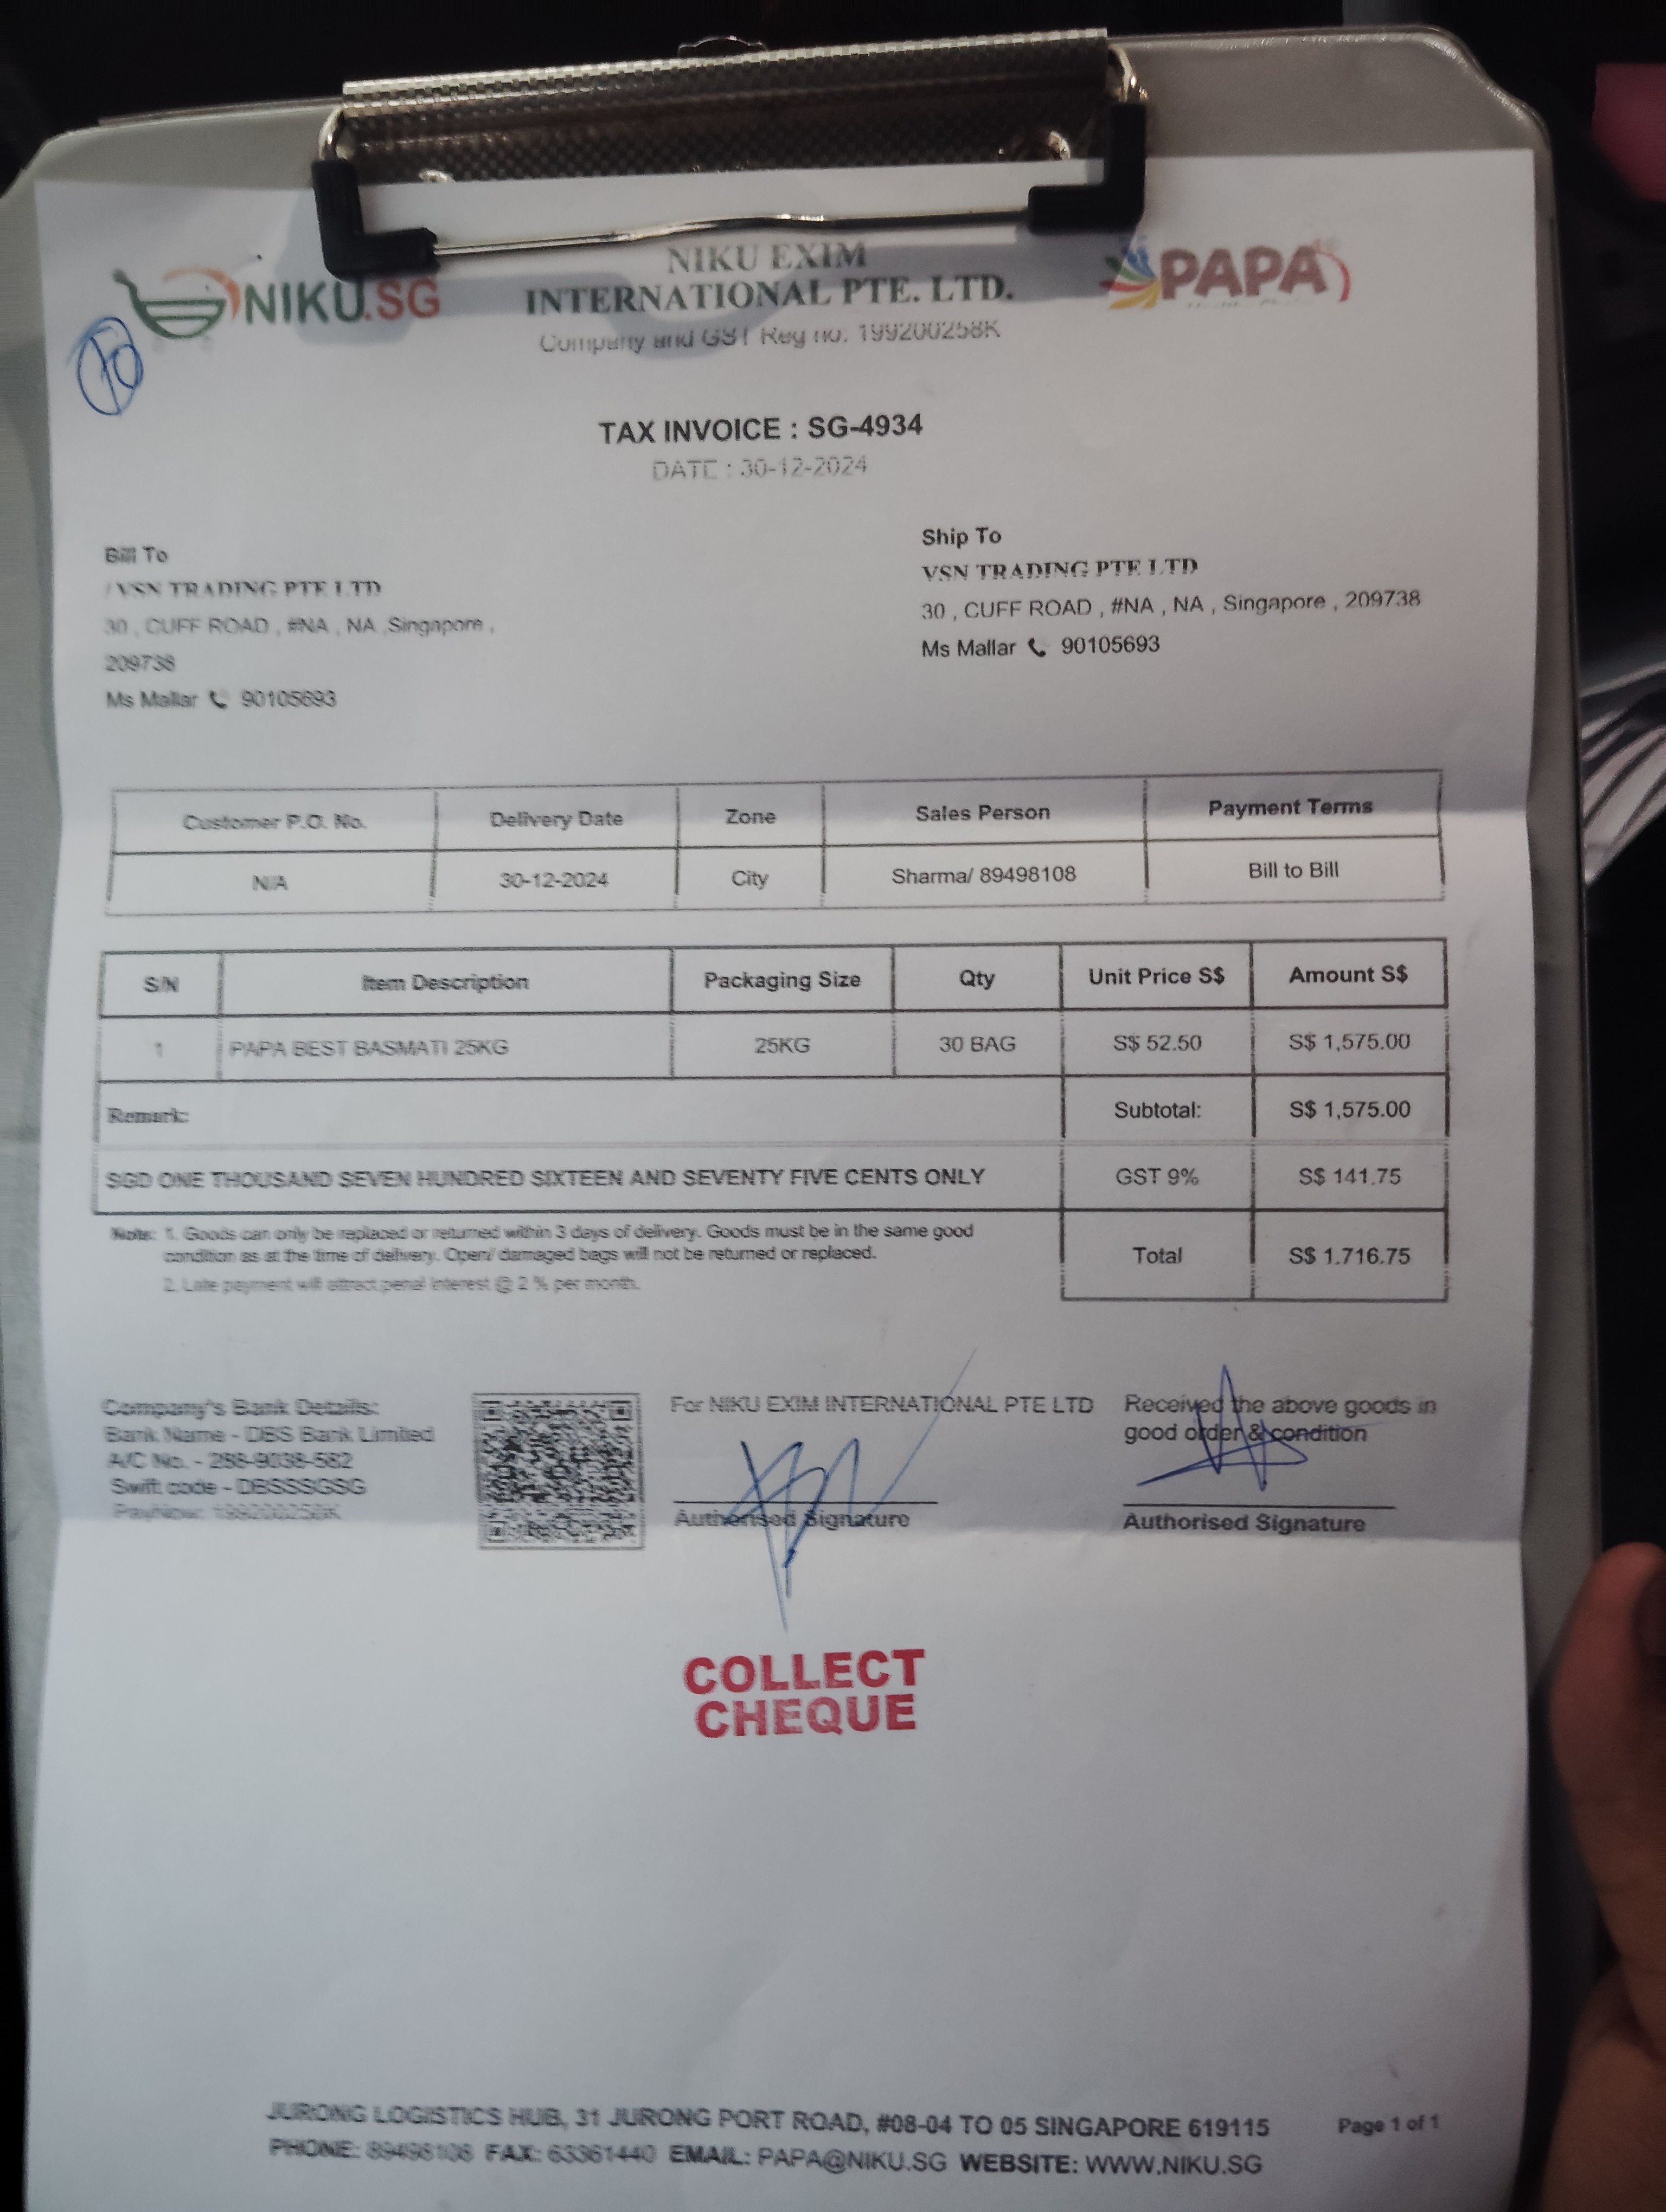 NIKU.SG
NIKU EXIM
INTERNATIONAL PTE. LTD.
PAPA
Company and GST Reg no. 199200258K
TAX INVOICE : SG-4934
DATE : 30-12-2024
Bill To
/ VSN TRADING PTE LTD
30 , CUFF ROAD , #NA , NA ,Singapore ,
209738
Ms Mallar 90105693
Ship To
VSN TRADING PTE LTD
30 , CUFF ROAD , #NA , NA , Singapore , 209738
Ms Mallar 90105693
Customer P.O. No. Delivery Date Zone Sales Person Payment Terms
N/A 30-12-2024 City Sharma/ 89498108 Bill to Bill
S/N Item Description Packaging Size Qty Unit Price S$ Amount S$
1 PAPA BEST BASMATI 25KG 25KG 30 BAG S$ 52.50 S$ 1,575.00
Remark: Subtotal: S$ 1,575.00
SGD ONE THOUSAND SEVEN HUNDRED SIXTEEN AND SEVENTY FIVE CENTS ONLY GST 9% S$ 141.75
Note: 1. Goods can only be replaced or returned within 3 days of delivery. Goods must be in the same good
condition as at the time of delivery. Open/ damaged bags will not be returned or replaced.
2. Late payment will attract penal interest @ 2 % per month.
Total S$ 1.716.75
Company's Bank Details:
Bank Name - DBS Bank Limited
A/C No. - 288-9038-582
Swift code - DBSSSGSG
PayNow: 199200258K
For NIKU EXIM INTERNATIONAL PTE LTD
Authorised Signature
Received the above goods in
good order & condition
Authorised Signature
COLLECT
CHEQUE
JURONG LOGISTICS HUB, 31 JURONG PORT ROAD, #08-04 TO 05 SINGAPORE 619115
Page 1 of 1
PHONE: 89498108 FAX: 63361440 EMAIL: PAPA@NIKU.SG WEBSITE: WWW.NIKU.SG